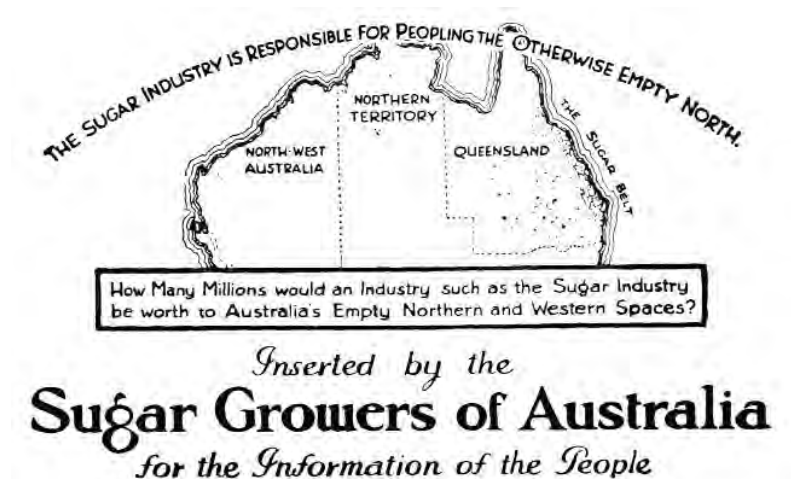 THE SUGAR INDUSTRY IS RESPONSIBLE FOR PEOPLING THE OTHERWISE EMPTY NORTH.
NORTHERN
TERRITORY
NORTH-WEST
AUSTRALIA
QUEENSLAND
THE SUGAR BELT
How Many Millions would an Industry such as the Sugar Industry
be worth to Australia's Empty Northern and Western Spaces?
Inserted by the
Sugar Growers of Australia
for the Information of the People